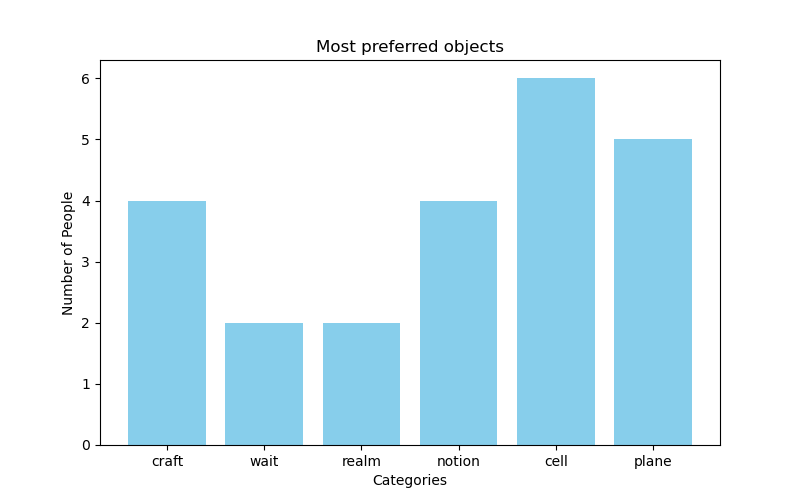 Most preferred objects
Number of People
6
5
4
3
2
1
0
craft wait realm notion cell plane
Categories